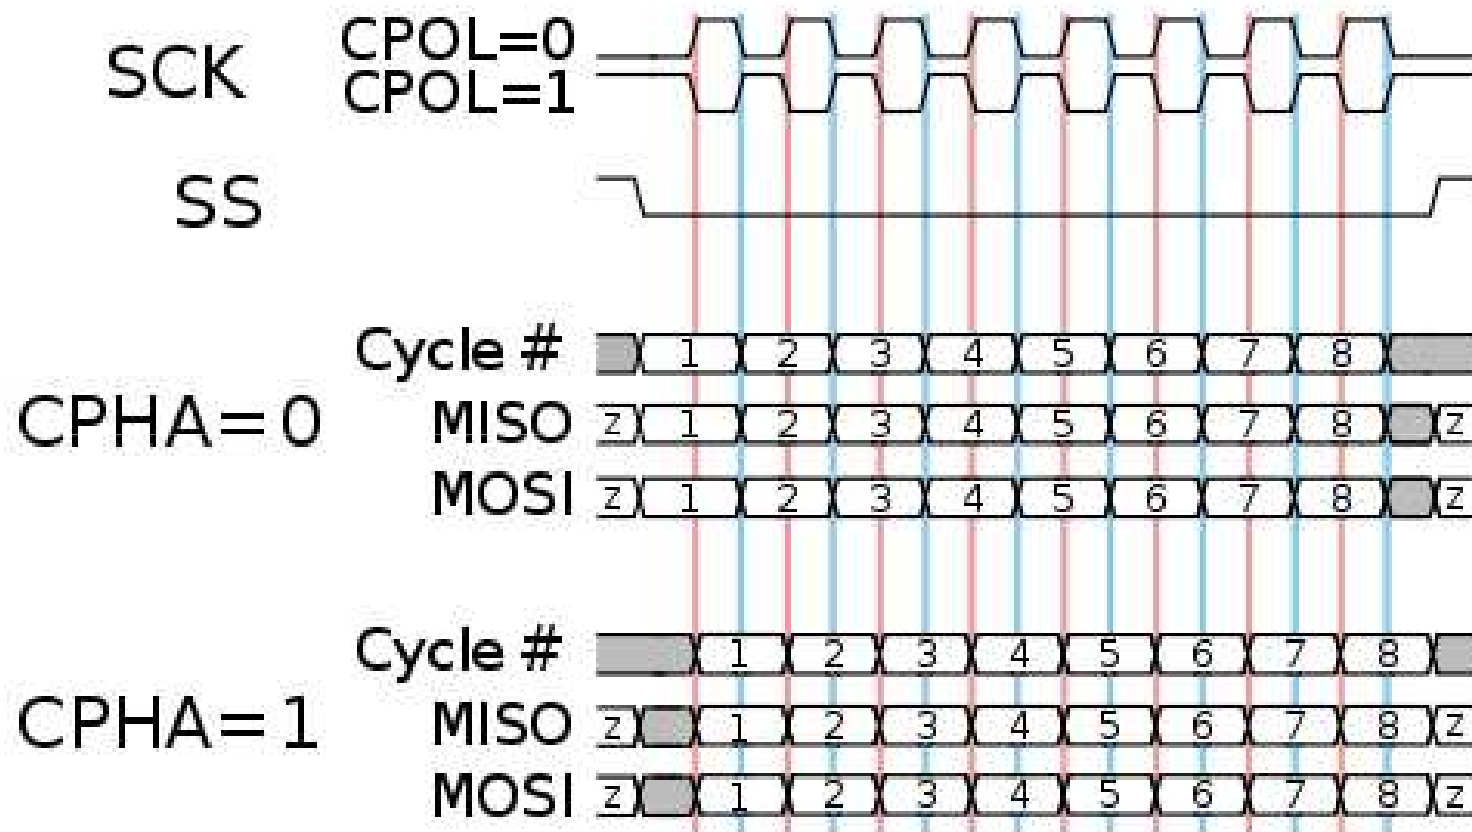 SCK CPOL=0
CPOL=1
SS
Cycle # 1 2 3 4 5 6 7 8
CPHA=0 MISO z 1 2 3 4 5 6 7 8 z
MOSI z 1 2 3 4 5 6 7 8 z
Cycle # 1 2 3 4 5 6 7 8
CPHA=1 MISO z 1 2 3 4 5 6 7 8 z
MOSI z 1 2 3 4 5 6 7 8 z